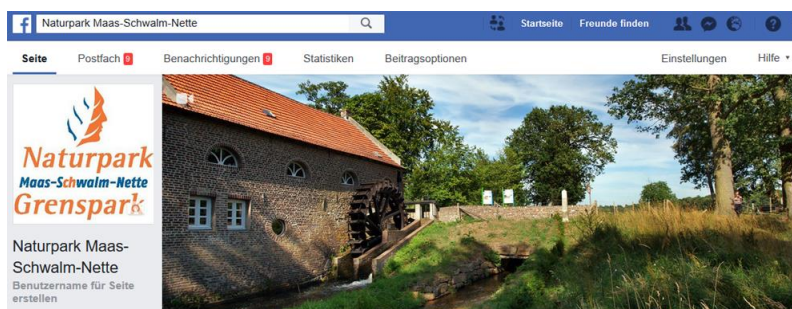 Naturpark Maas-Schwalm-Nette
Startseite Freunde finden
Seite Postfach 9 Benachrichtigungen 9 Statistiken Beitragsoptionen Einstellungen Hilfe
Naturpark
Maas-Schwalm-Nette
Grenspark
Naturpark Maas-
Schwalm-Nette
Benutzername für Seite
erstellen